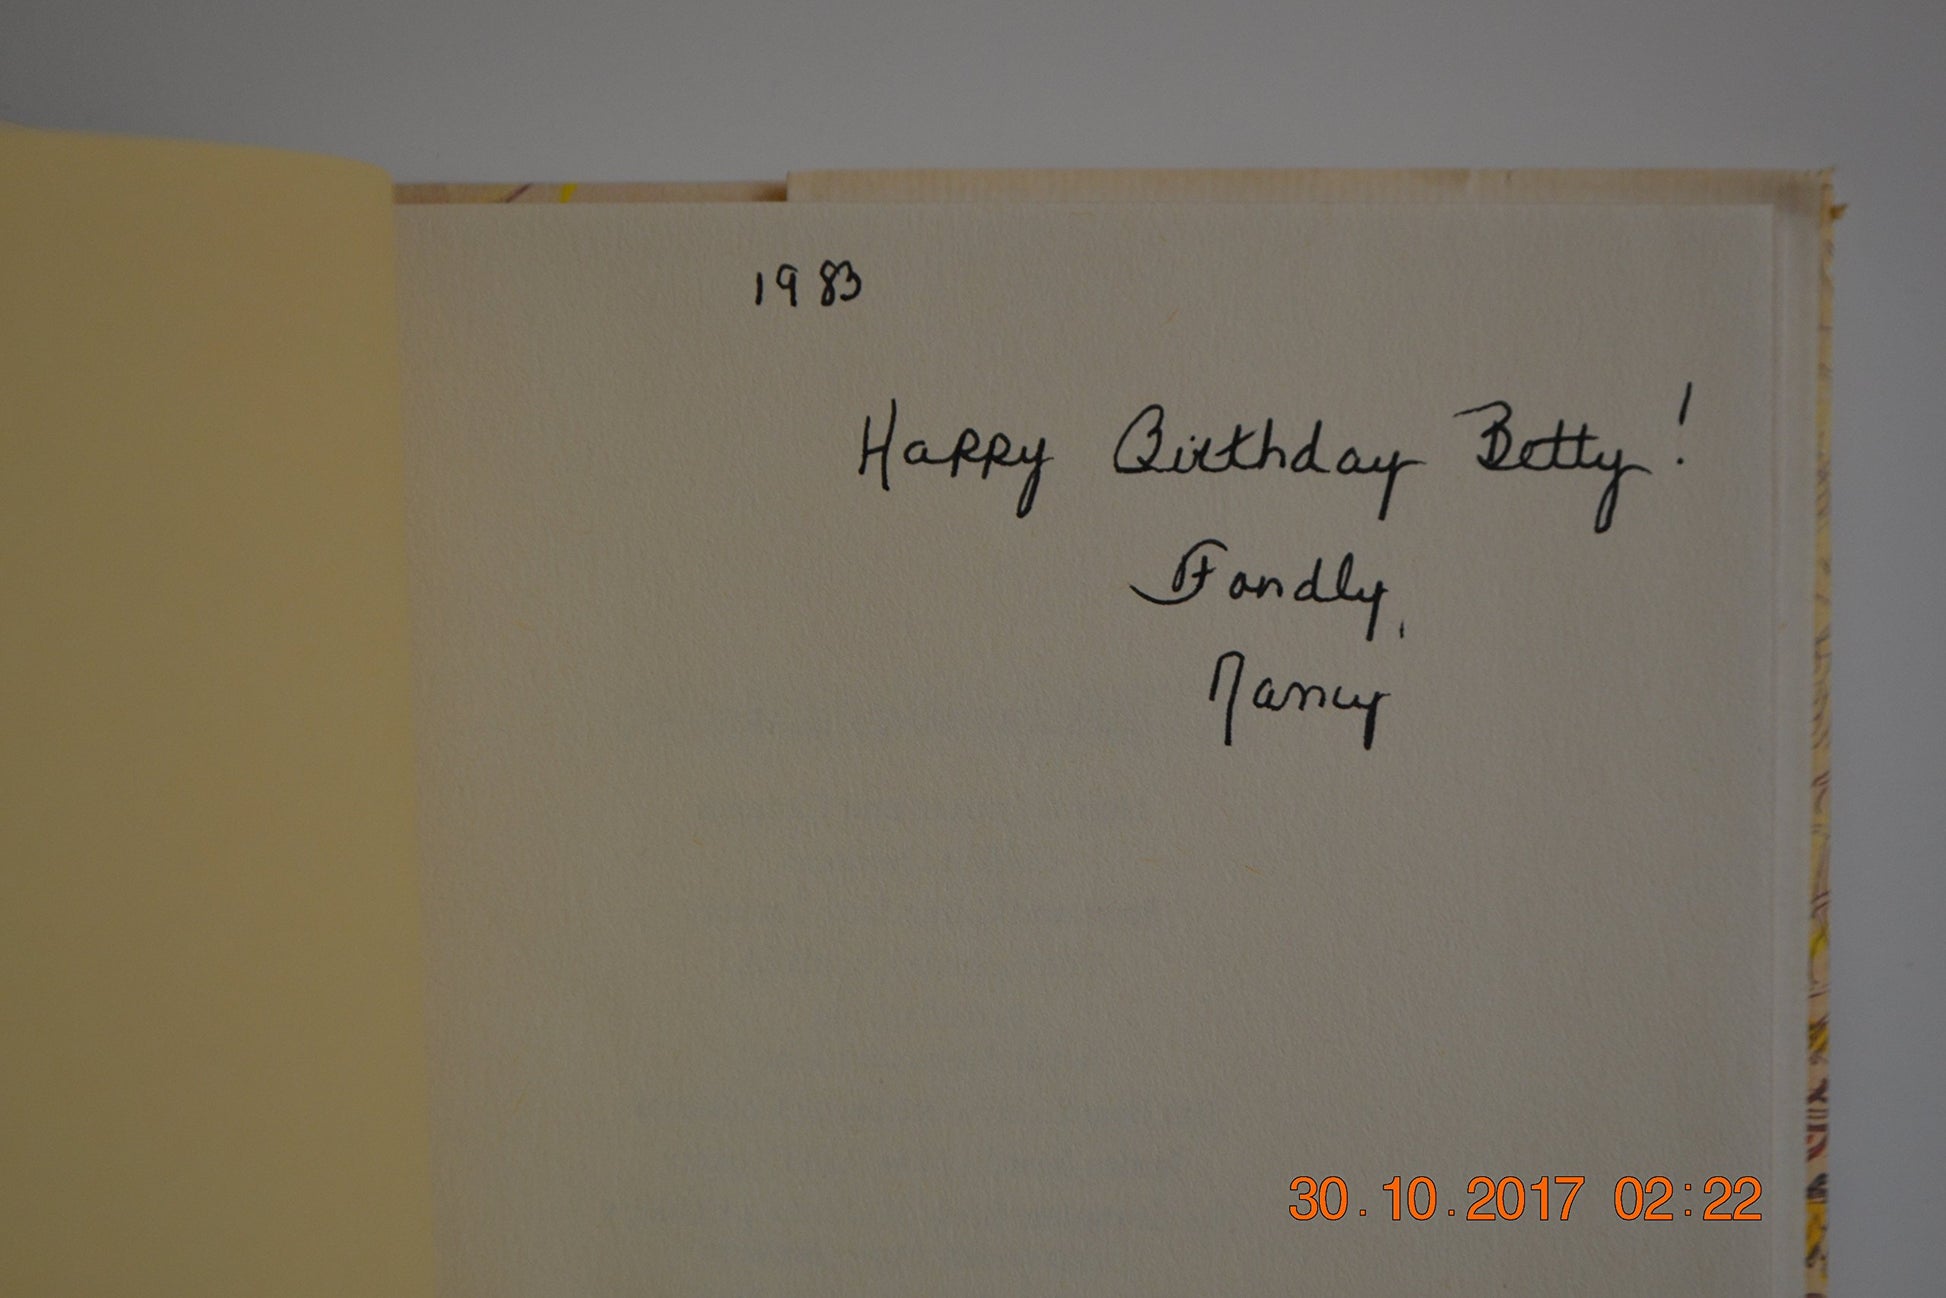 1983
Happy Birthday Betty!
Fondly,
Nancy
30.10.2017 02:22